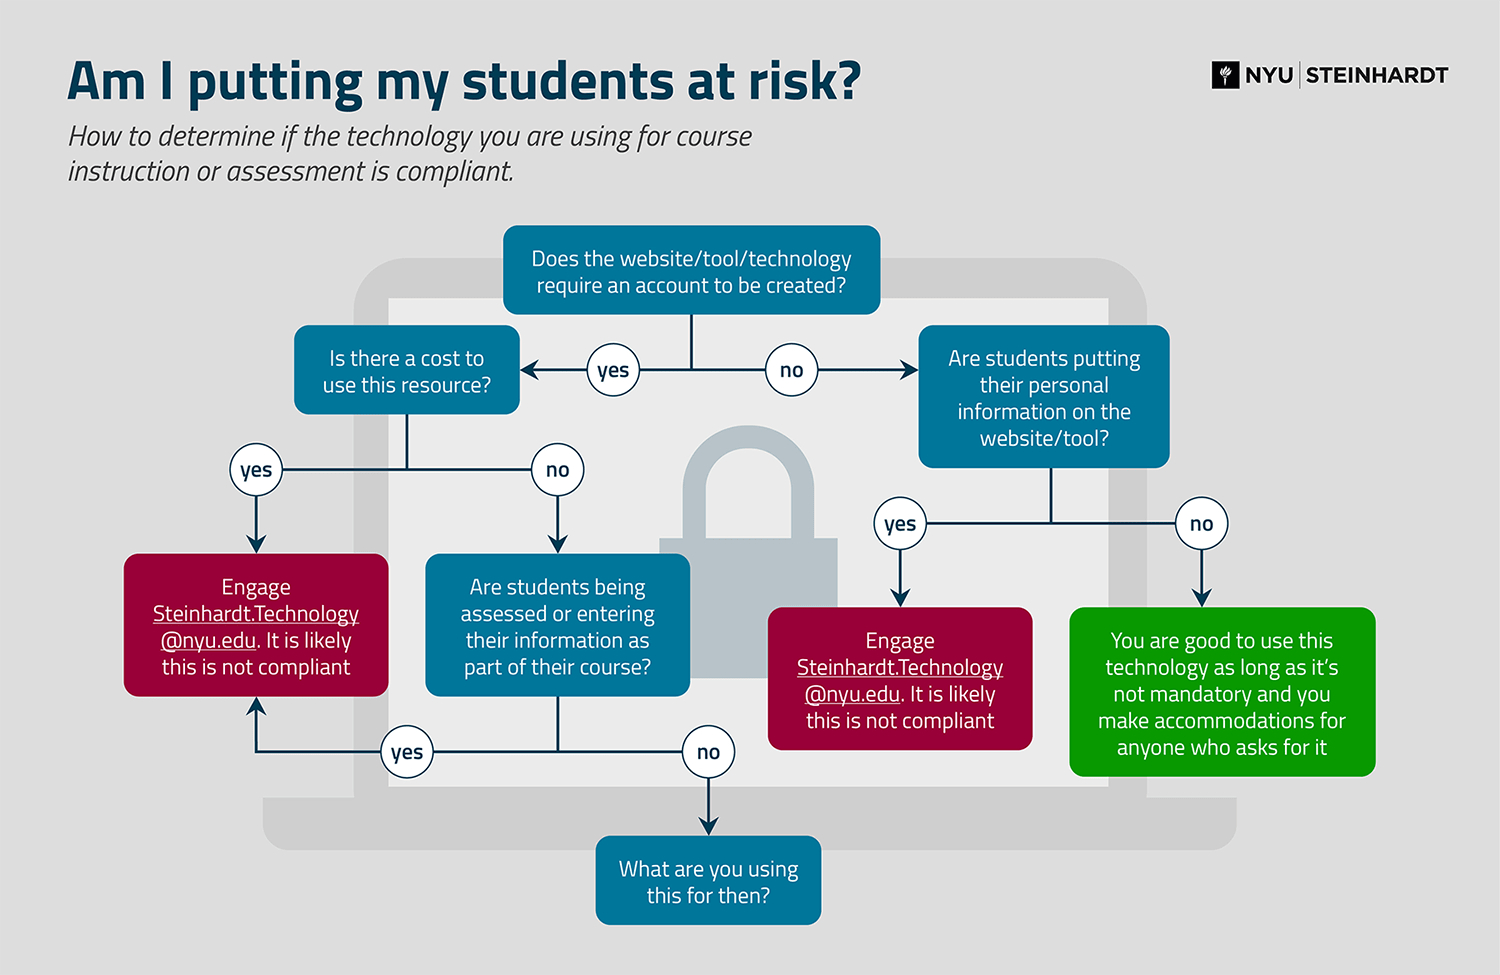 Am I putting my students at risk?
NYU STEINHARDT
How to determine if the technology you are using for course
instruction or assessment is compliant.
Does the website/tool/technology
require an account to be created?
Is there a cost to
use this resource?
yes
no
Are students putting
their personal
information on the
website/tool?
yes
no
yes
no
Engage
Steinhardt.Technology
@nyu.edu. It is likely
this is not compliant
Are students being
assessed or entering
their information as
part of their course?
Engage
Steinhardt.Technology
@nyu.edu. It is likely
this is not compliant
You are good to use this
technology as long as it’s
not mandatory and you
make accommodations for
anyone who asks for it
yes
no
What are you using
this for then?